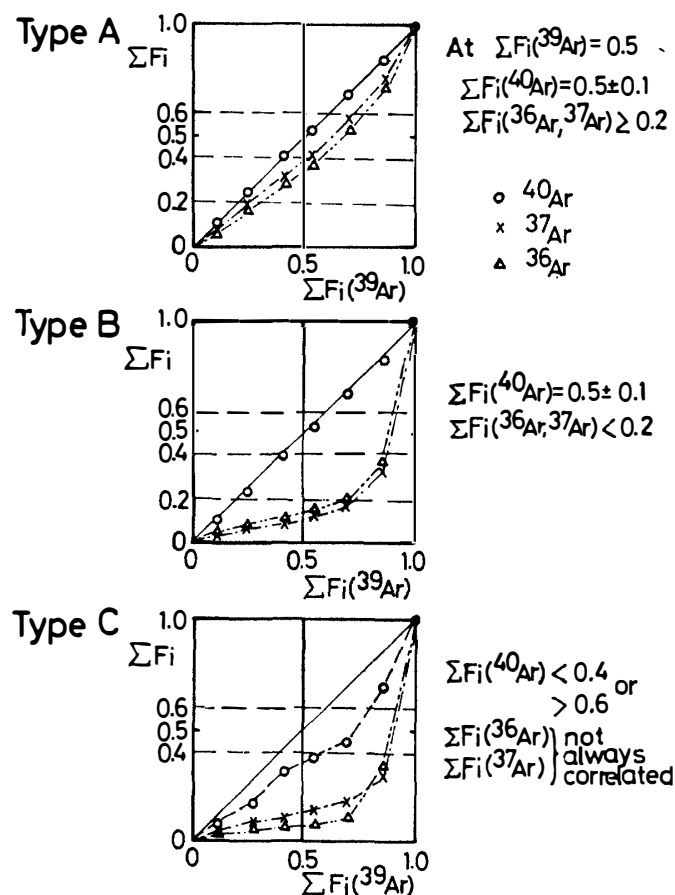 Type A
ΣFi
1.0
0.6
0.5
0.4
0.2
0
0.5
1.0
ΣFi(³⁹Ar)
At ΣFi(³⁹Ar)=0.5
ΣFi(⁴⁰Ar)=0.5±0.1
ΣFi(³⁶Ar,³⁷Ar)≥0.2
o ⁴⁰Ar
x ³⁷Ar
△ ³⁶Ar
Type B
ΣFi
1.0
0.6
0.5
0.4
0.2
0
0.5
1.0
ΣFi(³⁹Ar)
ΣFi(⁴⁰Ar)=0.5±0.1
ΣFi(³⁶Ar,³⁷Ar)<0.2
Type C
ΣFi
1.0
0.6
0.5
0.4
0
0.5
1.0
ΣFi(³⁹Ar)
ΣFi(⁴⁰Ar)<0.4 or
>0.6
ΣFi(³⁶Ar)
ΣFi(³⁷Ar)
} not
always
correlated